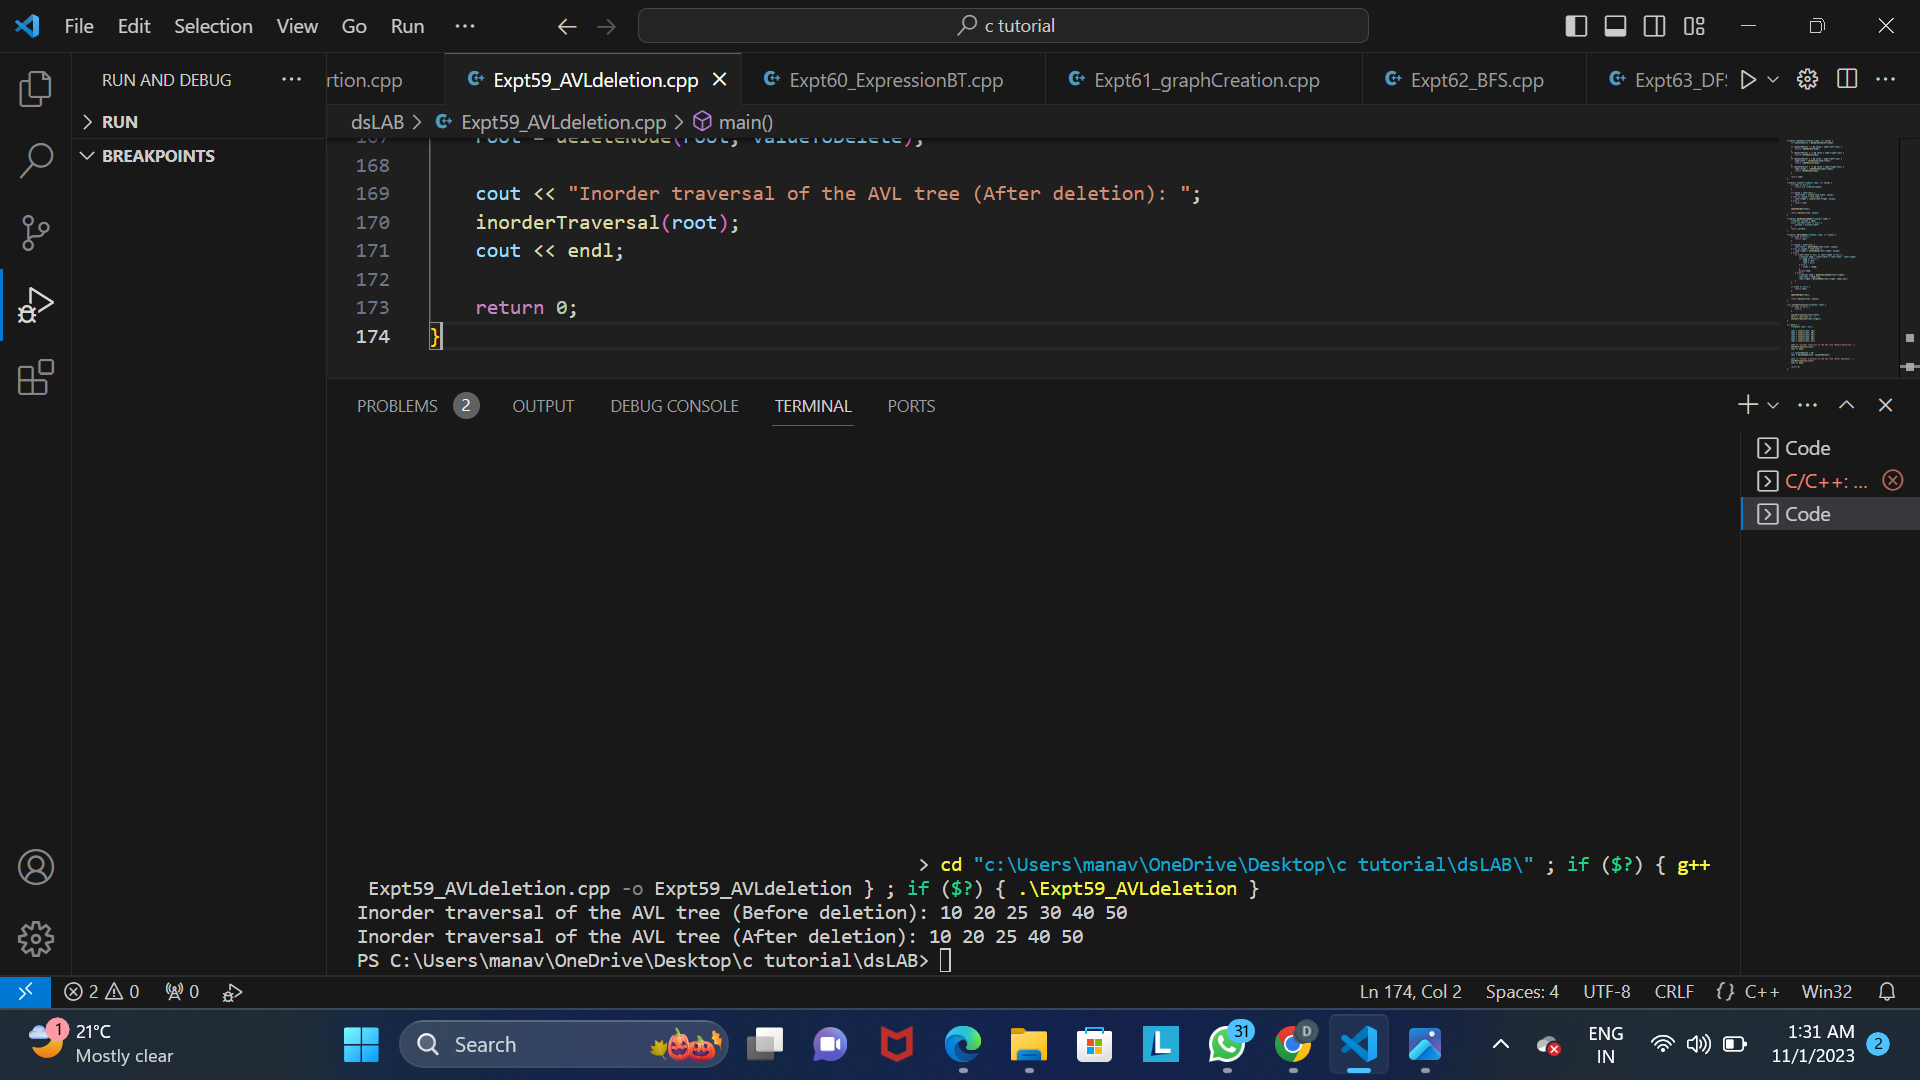 File Edit Selection View Go Run ··· c tutorial
RUN AND DEBUG ···
rtion.cpp Expt59_AVLdeletion.cpp Expt60_ExpressionBT.cpp Expt61_graphCreation.cpp Expt62_BFS.cpp Expt63_DFS
RUN
BREAKPOINTS
dsLAB > Expt59_AVLdeletion.cpp > main()
167 root = deleteNode(root, valueToDelete);
168
169 cout << "Inorder traversal of the AVL tree (After deletion): ";
170 inorderTraversal(root);
171 cout << endl;
172
173 return 0;
174 }
PROBLEMS 2 OUTPUT DEBUG CONSOLE TERMINAL PORTS
Code
C/C++: ...
Code
> cd "c:\Users\manav\OneDrive\Desktop\c tutorial\dsLAB\" ; if ($?) { g++
Expt59_AVLdeletion.cpp -o Expt59_AVLdeletion } ; if ($?) { .\Expt59_AVLdeletion }
Inorder traversal of the AVL tree (Before deletion): 10 20 25 30 40 50
Inorder traversal of the AVL tree (After deletion): 10 20 25 40 50
PS C:\Users\manav\OneDrive\Desktop\c tutorial\dsLAB>
2 0 0 Ln 174, Col 2 Spaces: 4 UTF-8 CRLF {} C++ Win32
1 21°C
Mostly clear
Search
L
31
D
ENG
IN
1:31 AM
11/1/2023
2